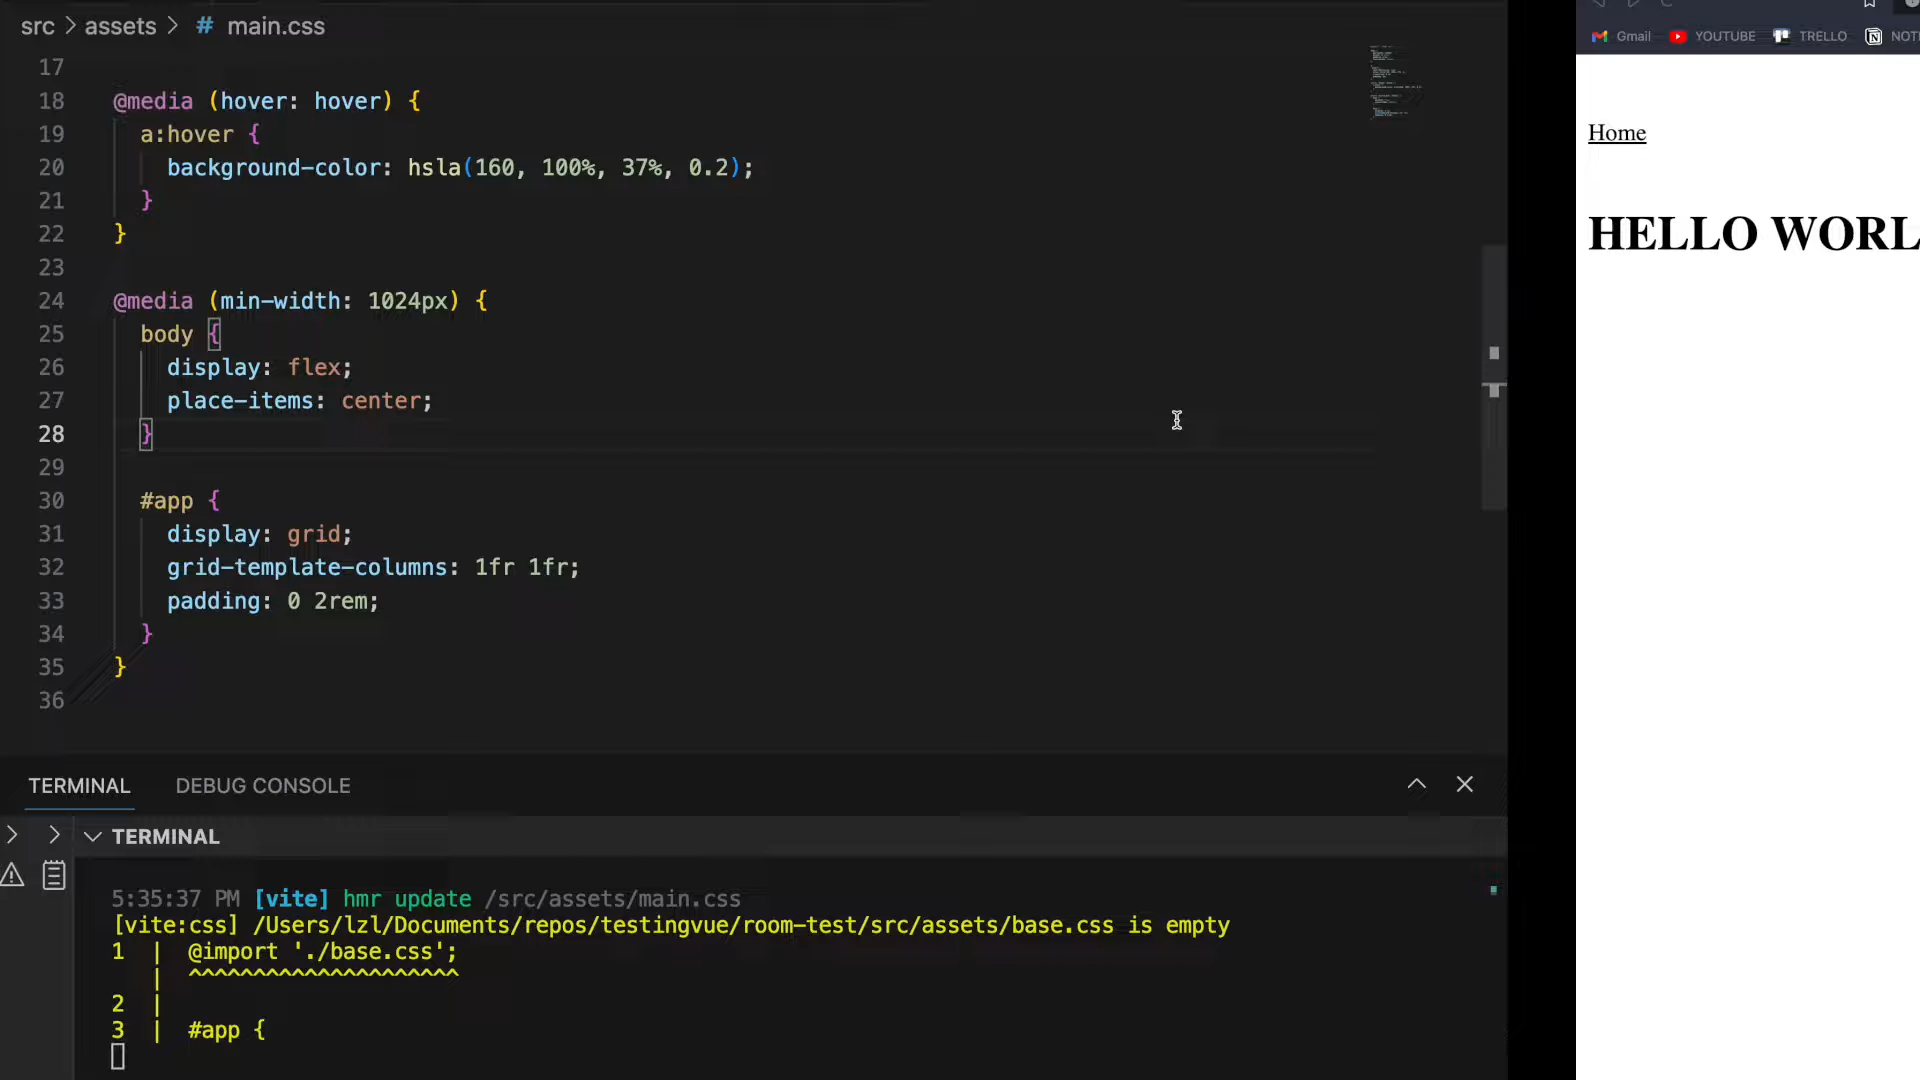 src > assets > # main.css
17
18 @media (hover: hover) {
19 a:hover {
20 background-color: hsla(160, 100%, 37%, 0.2);
21 }
22 }
23
24 @media (min-width: 1024px) {
25 body {
26 display: flex;
27 place-items: center;
28 }
29
30 #app {
31 display: grid;
32 grid-template-columns: 1fr 1fr;
33 padding: 0 2rem;
34 }
35 }
36
TERMINAL DEBUG CONSOLE
TERMINAL
5:35:37 PM [vite] hmr update /src/assets/main.css
[vite:css] /Users/lzl/Documents/repos/testingvue/room-test/src/assets/base.css is empty
1 | @import './base.css';
| ^^^^^^^^^^^^^^^^^^^^^
2 |
3 | #app {
Gmail YOUTUBE TRELLO NOTI
Home
HELLO WORL